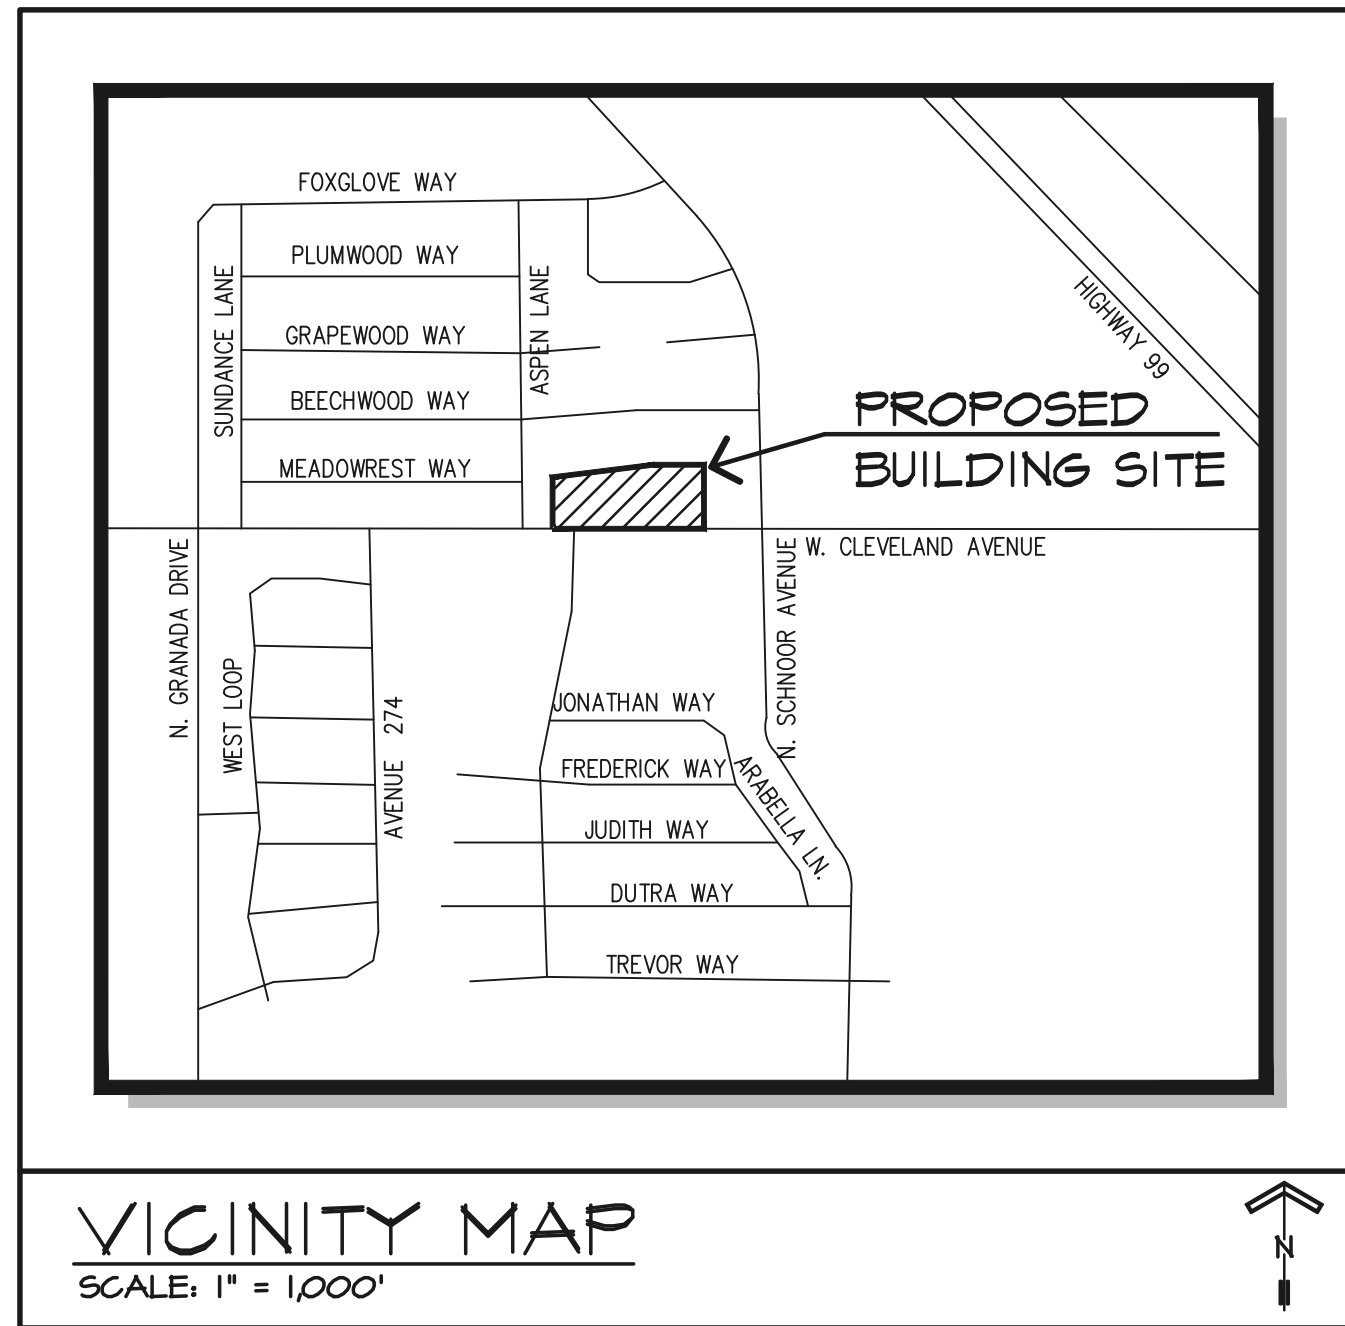 FOXGLOVE WAY
PLUMWOOD WAY
SUNDANCE LANE
ASPEN LANE
HIGHWAY 99
GRAPEWOOD WAY
BEECHWOOD WAY
PROPOSED
BUILDING SITE
MEADOWREST WAY
N. GRANADA DRIVE
N. SCHNOOR AVENUE
W. CLEVELAND AVENUE
WEST LOOP
AVENUE 274
JONATHAN WAY
FREDERICK WAY
ARABELLA LN.
JUDITH WAY
DUTRA WAY
TREVOR WAY
VICINITY MAP
SCALE: 1" = 1,000'
N